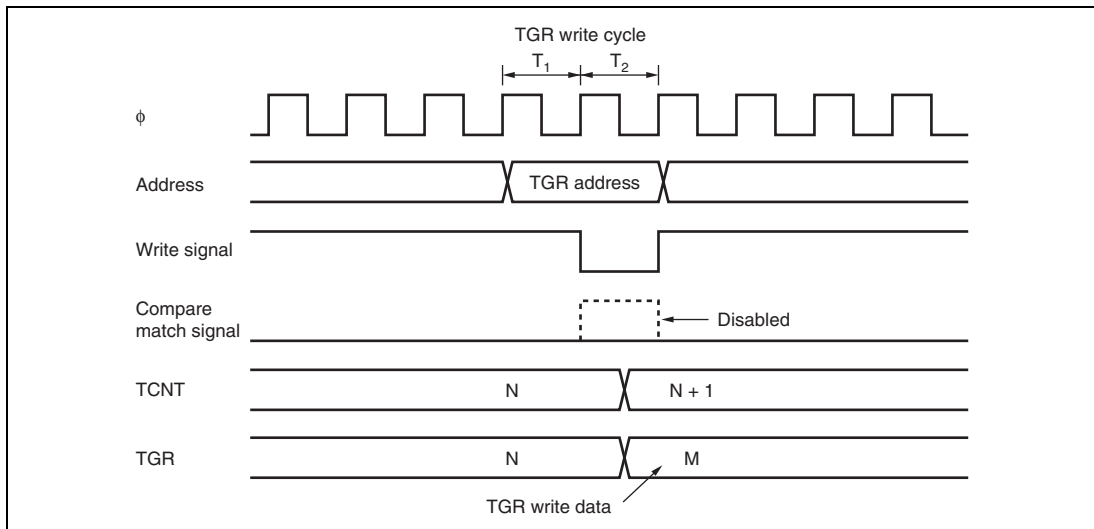 TGR write cycle
T1 T2
ϕ
Address TGR address
Write signal
Compare
match signal Disabled
TCNT N N + 1
TGR N M
TGR write data